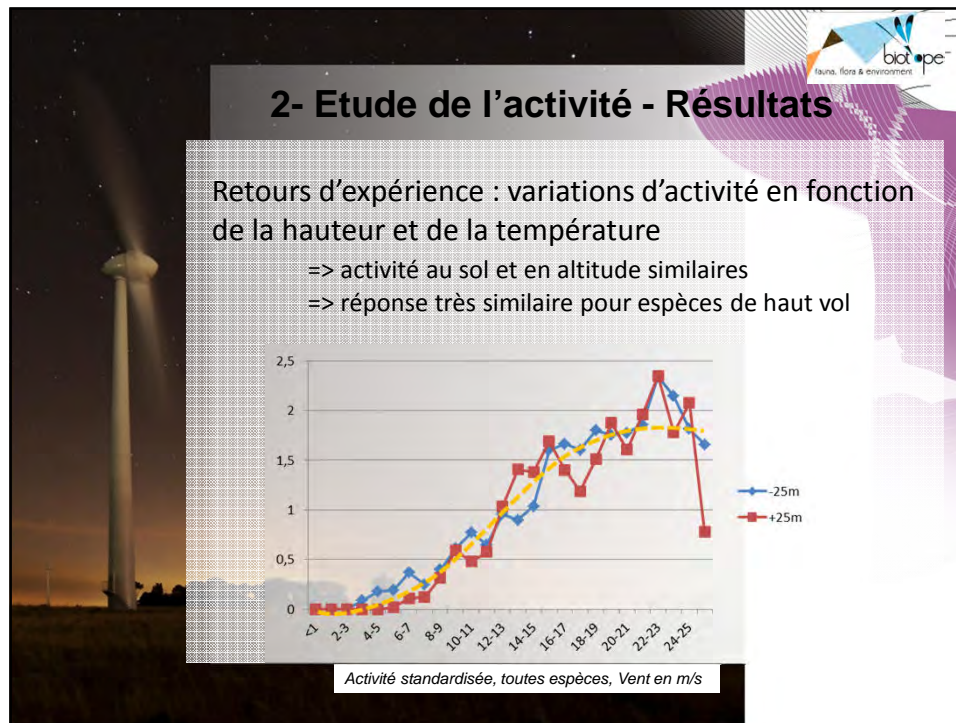 biotope
fauna, flora & environment
2- Etude de l'activité - Résultats
Retours d'expérience : variations d'activité en fonction
de la hauteur et de la température
=> activité au sol et en altitude similaires
=> réponse très similaire pour espèces de haut vol
2,5
2
1,5
1
0,5
0
<1
2-3
4-5
6-7
8-9
10-11
12-13
14-15
16-17
18-19
20-21
22-23
24-25
-25m
+25m
Activité standardisée, toutes espèces, Vent en m/s